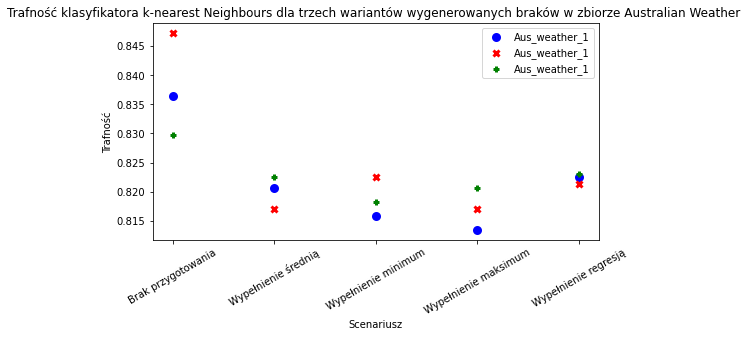 Trafność klasyfikatora k-nearest Neighbours dla trzech wariantów wygenerowanych braków w zbiorze Australian Weather
Aus_weather_1
Aus_weather_1
Aus_weather_1
0.845
0.840
0.835
0.830
0.825
0.820
0.815
Trafność
Brak przygotowania
Wypełnienie średnią
Wypełnienie minimum
Wypełnienie maksimum
Wypełnienie regresją
Scenariusz